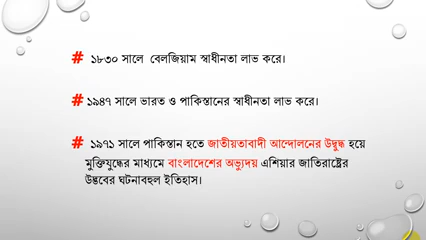 # ১৮৩০ সালে বেলজিয়াম স্বাধীনতা লাভ করে।
# ১৯৪৭ সালে ভারত ও পাকিস্তানের স্বাধীনতা লাভ করে।
# ১৯৭১ সালে পাকিস্তান হতে জাতীয়তাবাদী আন্দোলনের উদ্বুদ্ধ হয়ে
মুক্তিযুদ্ধের মাধ্যমে বাংলাদেশের অভ্যুদয় এশিয়ার জাতিরাষ্ট্রের
উদ্ভবের ঘটনাবহুল ইতিহাস।